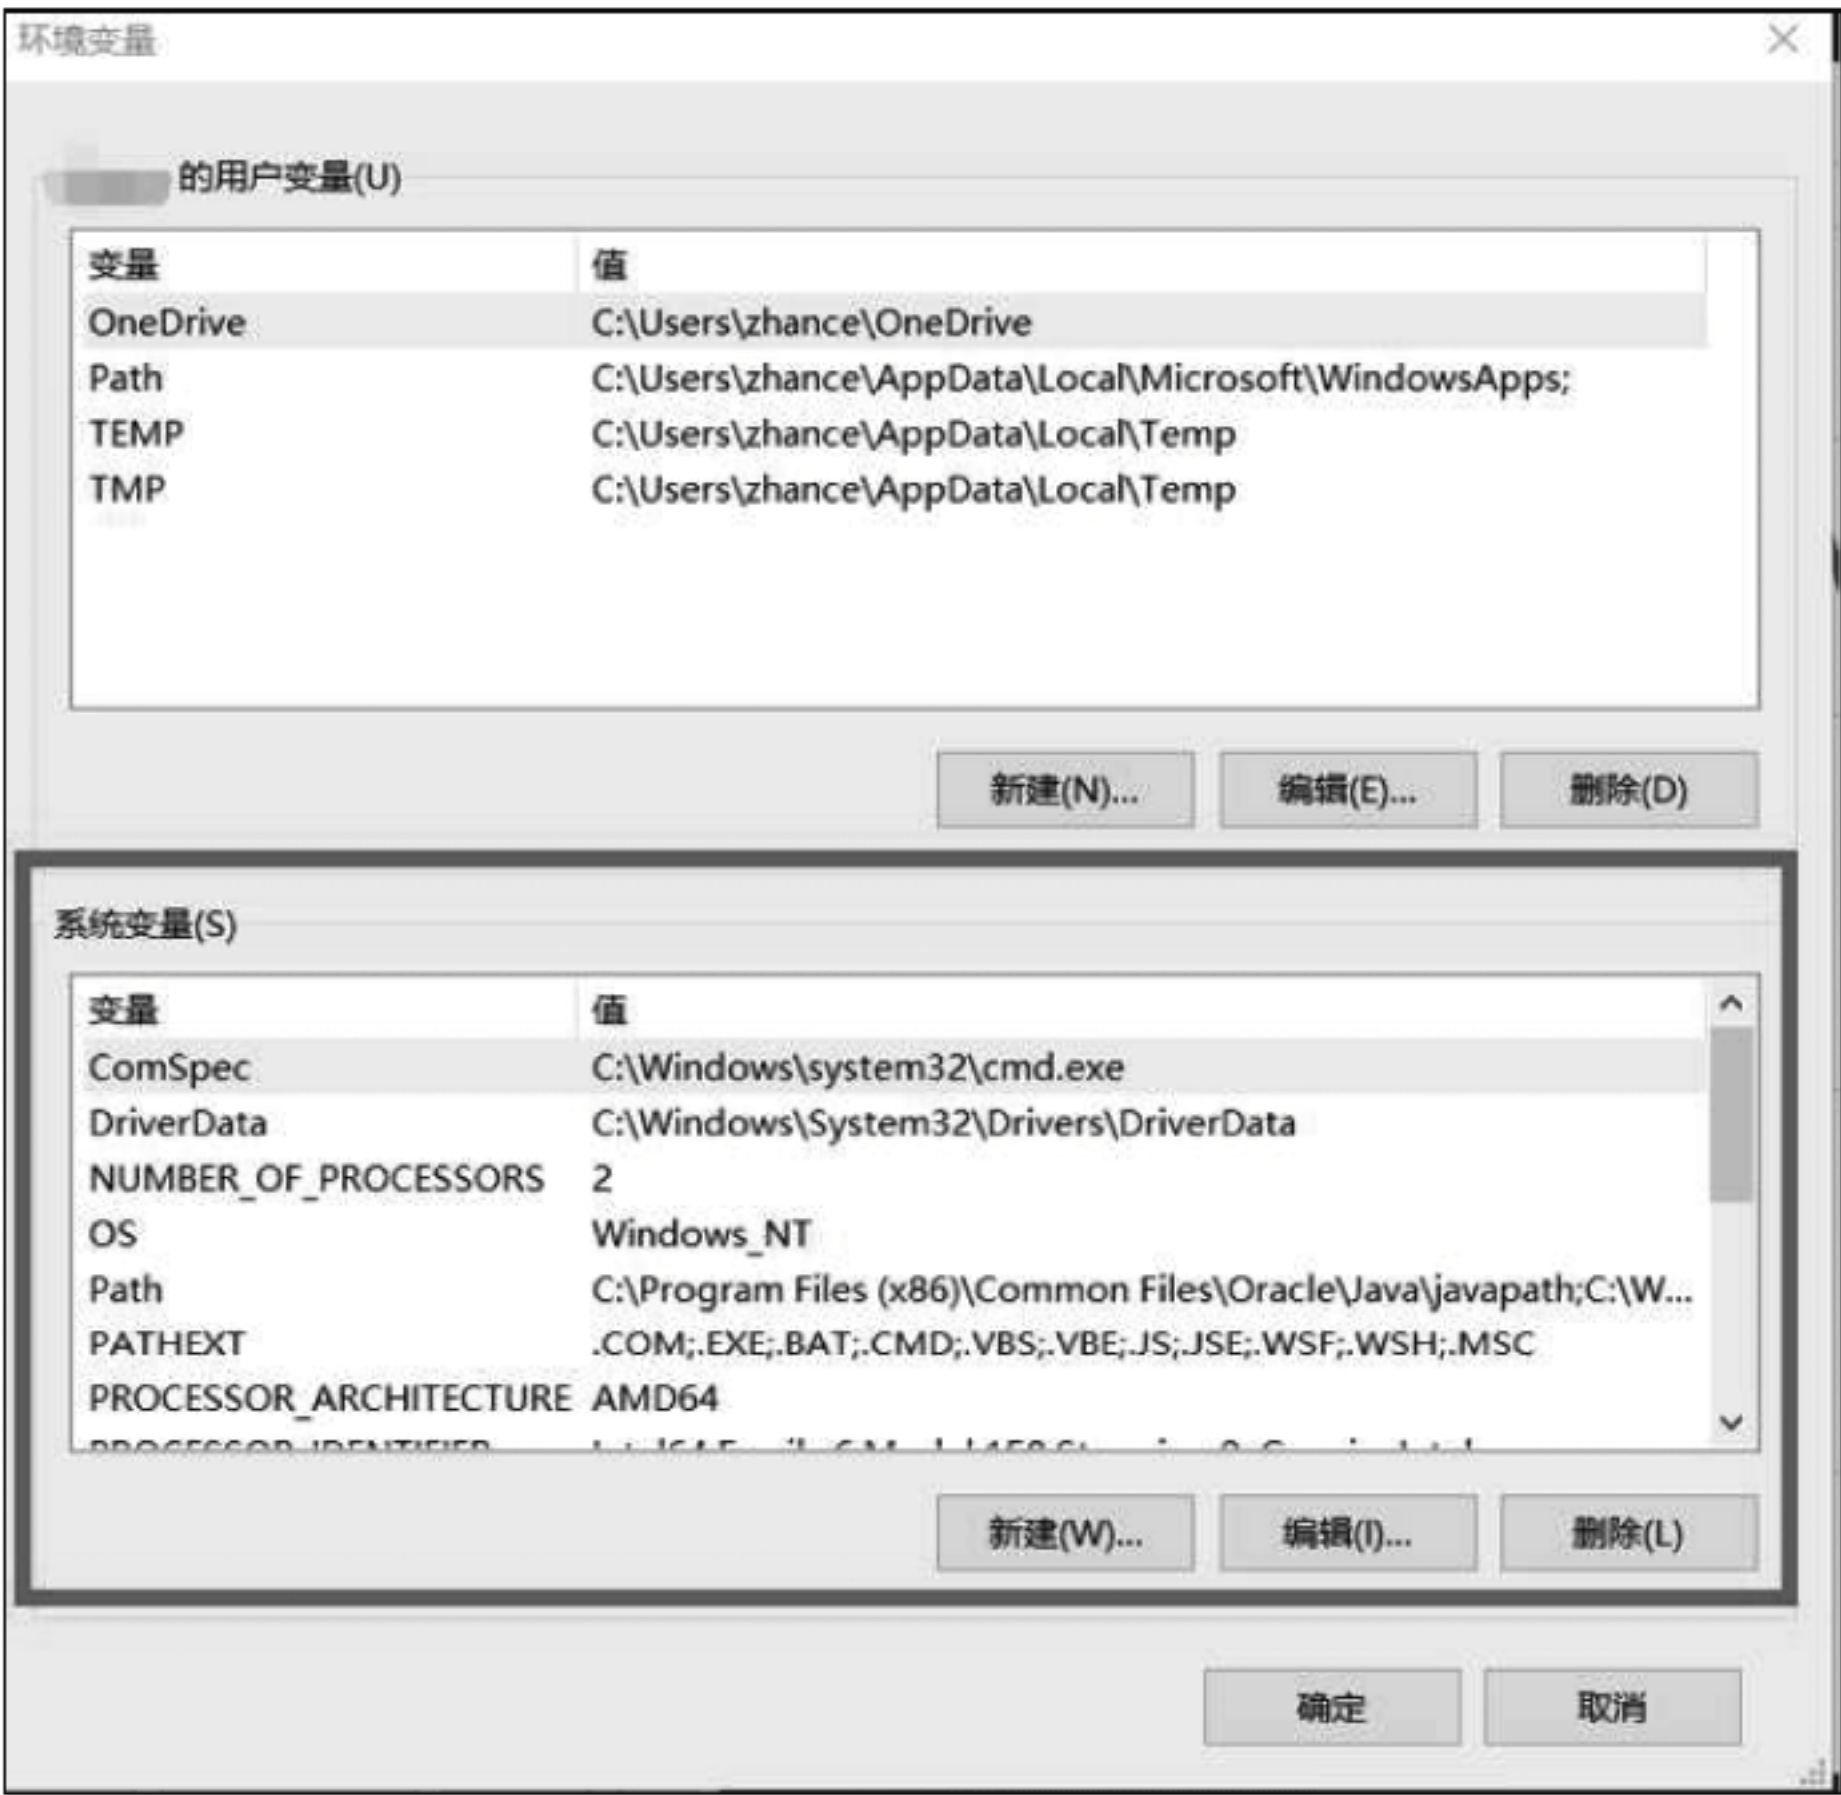 环境变量
的用户变量(U)
变量 值
OneDrive C:\Users\zhance\OneDrive
Path C:\Users\zhance\AppData\Local\Microsoft\WindowsApps;
TEMP C:\Users\zhance\AppData\Local\Temp
TMP C:\Users\zhance\AppData\Local\Temp
新建(N)... 编辑(E)... 删除(D)
系统变量(S)
变量 值
ComSpec C:\Windows\system32\cmd.exe
DriverData C:\Windows\System32\Drivers\DriverData
NUMBER_OF_PROCESSORS 2
OS Windows_NT
Path C:\Program Files (x86)\Common Files\Oracle\Java\javapath;C:\W...
PATHEXT .COM;.EXE;.BAT;.CMD;.VBS;.VBE;.JS;.JSE;.WSF;.WSH;.MSC
PROCESSOR_ARCHITECTURE AMD64
PROCESSOR_IDENTIFIER
新建(W)... 编辑(I)... 删除(L)
确定 取消